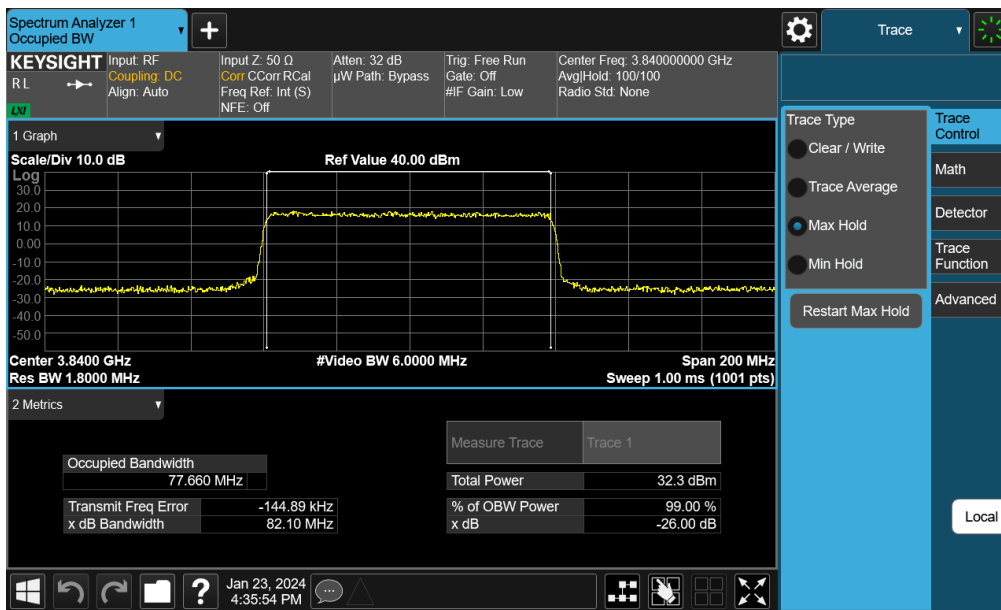 Spectrum Analyzer 1
Occupied BW
Trace
KEYSIGHT
R L
LXI
Input: RF
Coupling: DC
Align: Auto
Input Z: 50 Ω
Corr CCorr RCal
Freq Ref: Int (S)
NFE: Off
Atten: 32 dB
µW Path: Bypass
Trig: Free Run
Gate: Off
#IF Gain: Low
Center Freq: 3.840000000 GHz
Avg|Hold: 100/100
Radio Std: None
1 Graph
Scale/Div 10.0 dB
Ref Value 40.00 dBm
Log
30.0
20.0
10.0
0.00
-10.0
-20.0
-30.0
-40.0
-50.0
Center 3.8400 GHz
#Video BW 6.0000 MHz
Span 200 MHz
Res BW 1.8000 MHz
Sweep 1.00 ms (1001 pts)
2 Metrics
Measure Trace
Trace 1
Occupied Bandwidth
77.660 MHz
Total Power
32.3 dBm
Transmit Freq Error
-144.89 kHz
% of OBW Power
99.00 %
x dB Bandwidth
82.10 MHz
x dB
-26.00 dB
Trace Type
Clear / Write
Trace Average
Max Hold
Min Hold
Restart Max Hold
Trace
Control
Math
Detector
Trace
Function
Advanced
Local
?
Jan 23, 2024
4:35:54 PM